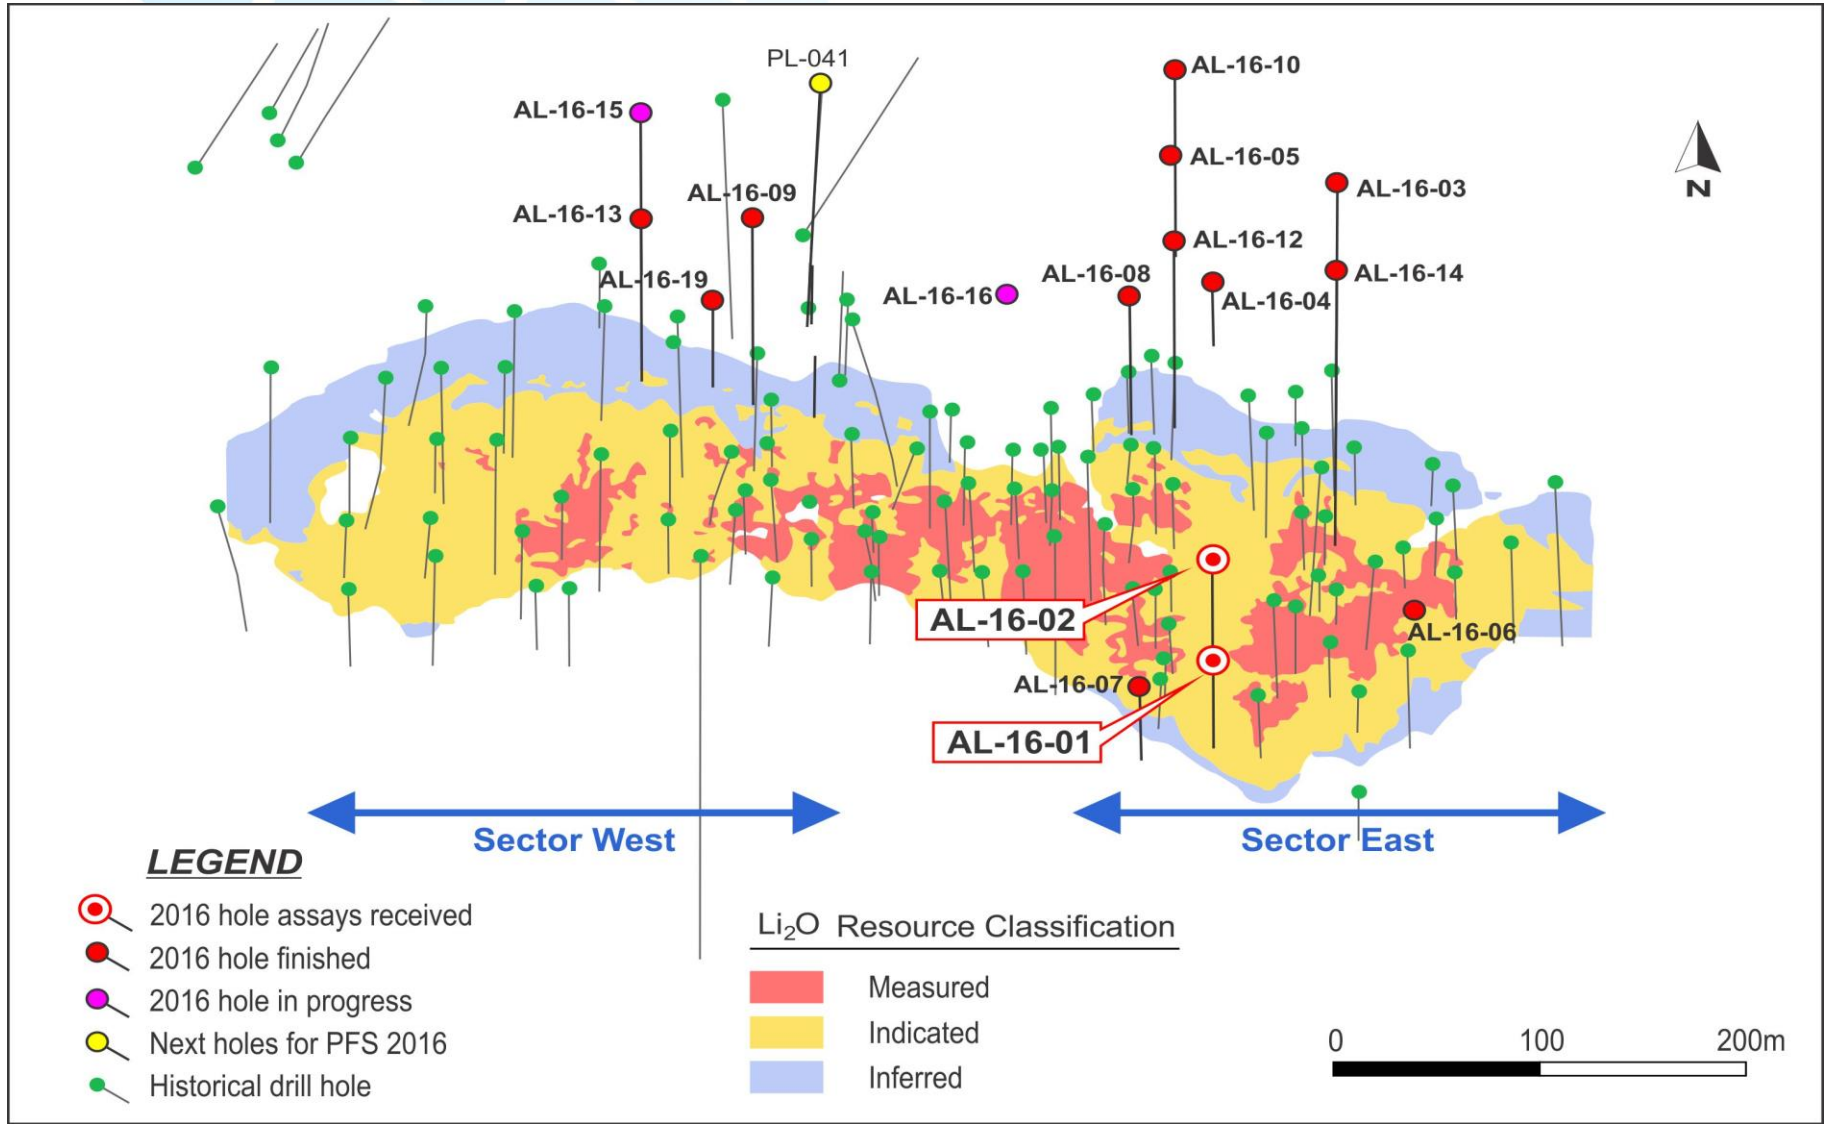 PL-041
AL-16-10
AL-16-15
AL-16-05
AL-16-03
AL-16-09
AL-16-13
AL-16-12
N
AL-16-19
AL-16-16
AL-16-08
AL-16-14
AL-16-04
AL-16-02
AL-16-06
AL-16-07
AL-16-01
Sector West
Sector East
LEGEND
2016 hole assays received
2016 hole finished
2016 hole in progress
Next holes for PFS 2016
Historical drill hole
Li₂O Resource Classification
Measured
Indicated
Inferred
0 100 200m